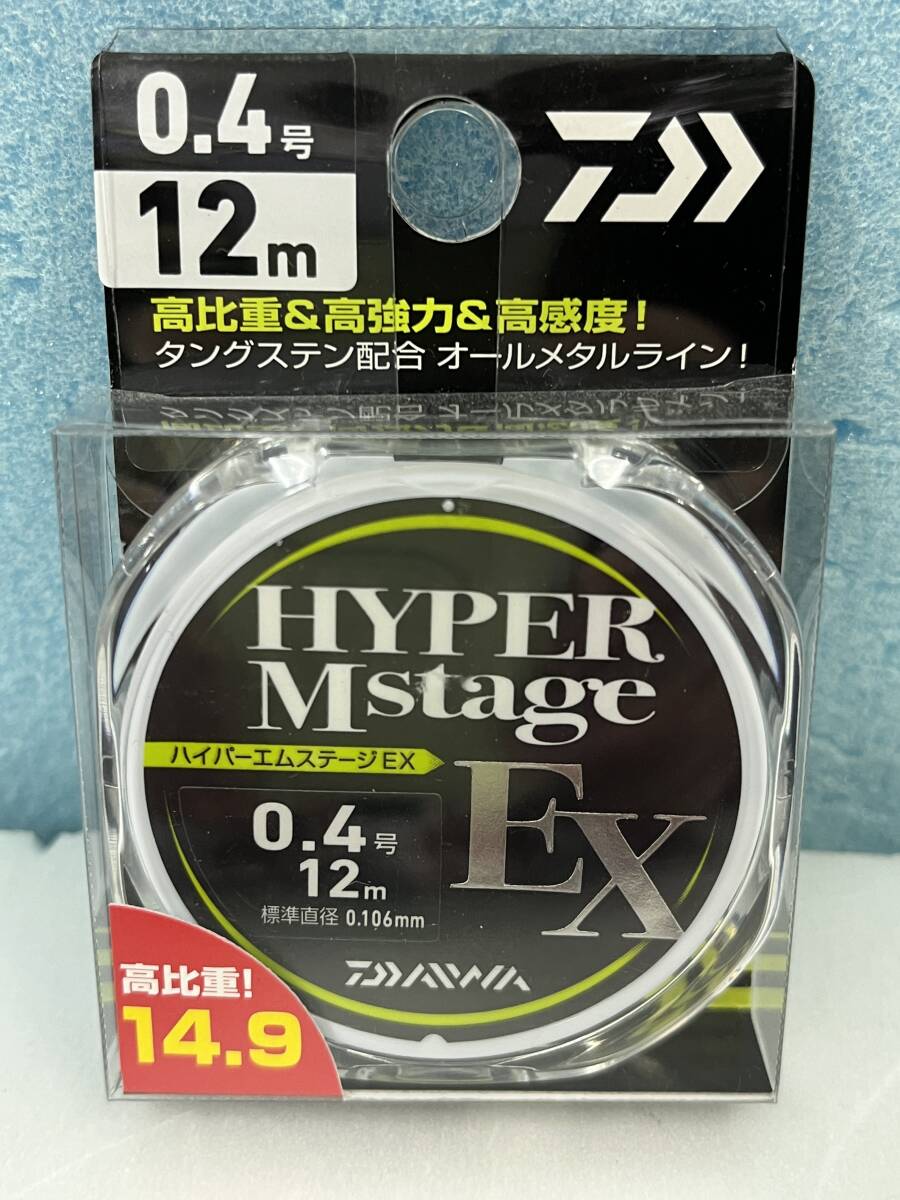 0.4号
12m
高比重&高強力&高感度!
タングステン配合 オールメタルライン!
HYPER
Mstage
ハイパーエムステージEX
EX
0.4号
12m
標準直径 0.106mm
DAIWA
高比重!
14.9